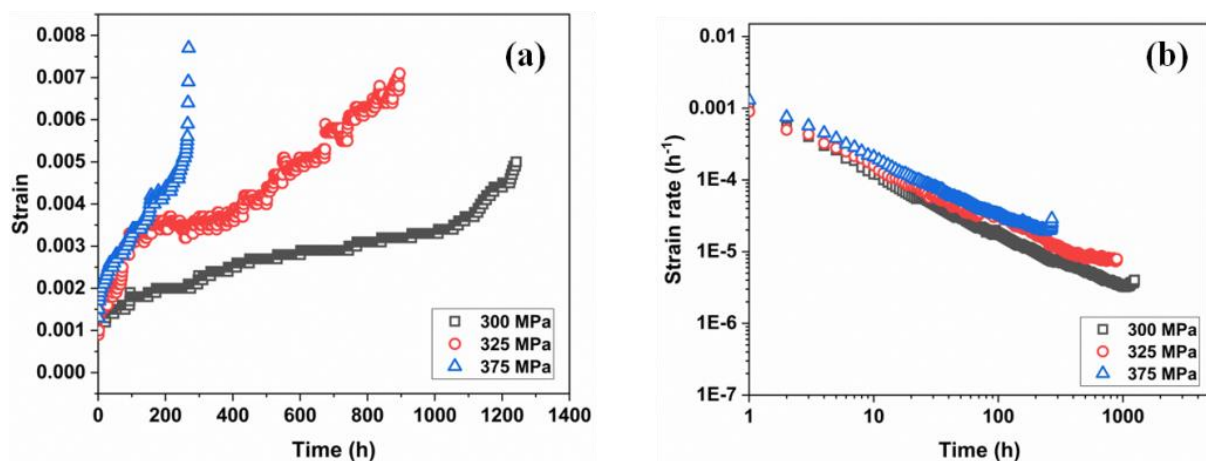 (a)
Strain
0.008
0.007
0.006
0.005
0.004
0.003
0.002
0.001
0.000
300 MPa
325 MPa
375 MPa
0 200 400 600 800 1000 1200 1400
Time (h)
(b)
Strain rate (h⁻¹)
0.01
0.001
1E-4
1E-5
1E-6
1E-7
300 MPa
325 MPa
375 MPa
1 10 100 1000
Time (h)